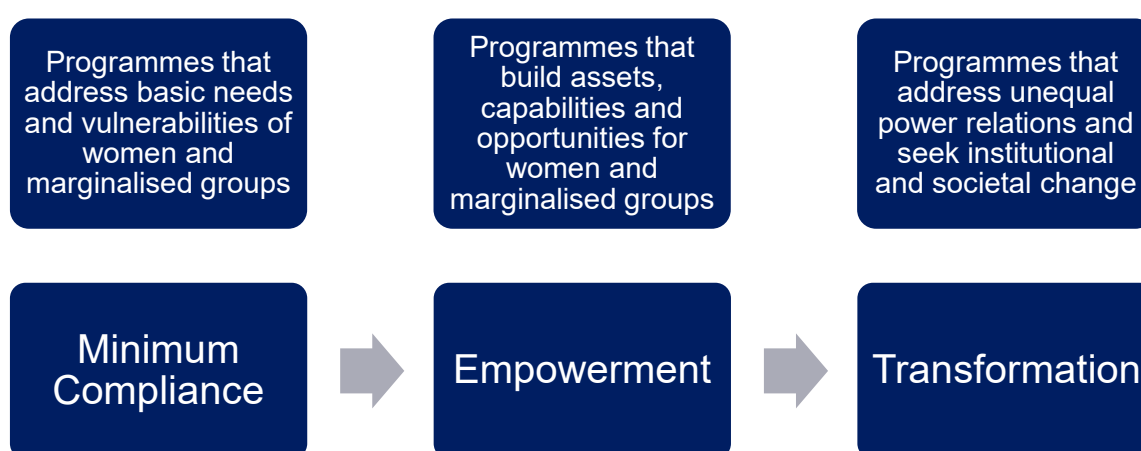 Programmes that
address basic needs
and vulnerabilities of
women and
marginalised groups
Programmes that
build assets,
capabilities and
opportunities for
women and
marginalised groups
Programmes that
address unequal
power relations and
seek institutional
and societal change
Minimum
Compliance
Empowerment
Transformation